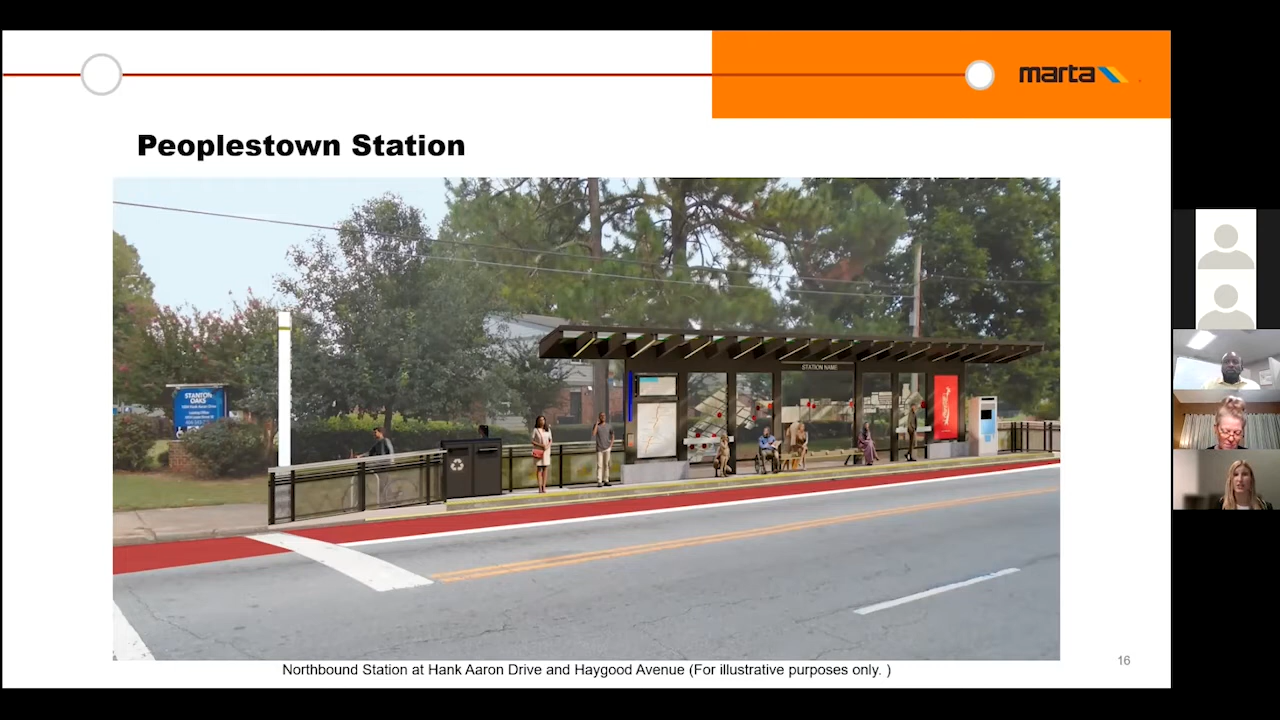 marta
Peoplestown Station
STANTON
OAKS
STATION NAME
Northbound Station at Hank Aaron Drive and Haygood Avenue (For illustrative purposes only. )
16